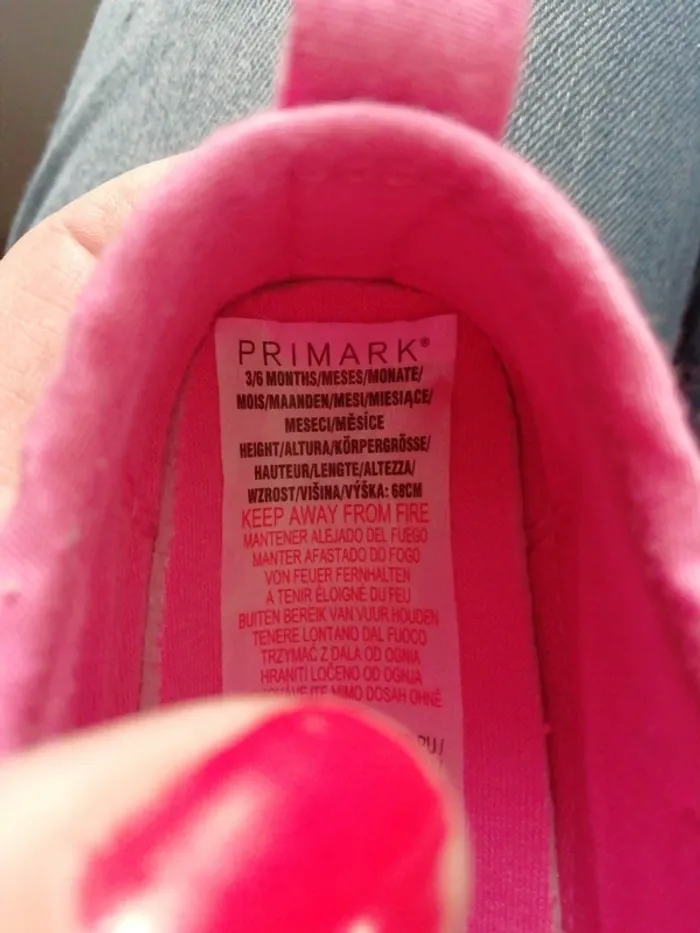 PRIMARK®
3/6 MONTHS/MESES/MONATE/
MOIS/MAANDEN/MESI/MIESIĄCE/
MESECI/MĚSÍCE
HEIGHT/ALTURA/KÖRPERGRÖSSE/
HAUTEUR/LENGTE/ALTEZZA/
WZROST/VIŠINA/VÝŠKA: 68CM
KEEP AWAY FROM FIRE
MANTENER ALEJADO DEL FUEGO
MANTER AFASTADO DO FOGO
VON FEUER FERNHALTEN
A TENIR ÉLOIGNÉ DU FEU
BUITEN BEREIK VAN VUUR HOUDEN
TENERE LONTANO DAL FUOCO
TRZYMAĆ Z DALA OD OGNIA
HRANITI LOČENO OD OGNJA
MIMO DOSAH OHNĚ
PU/